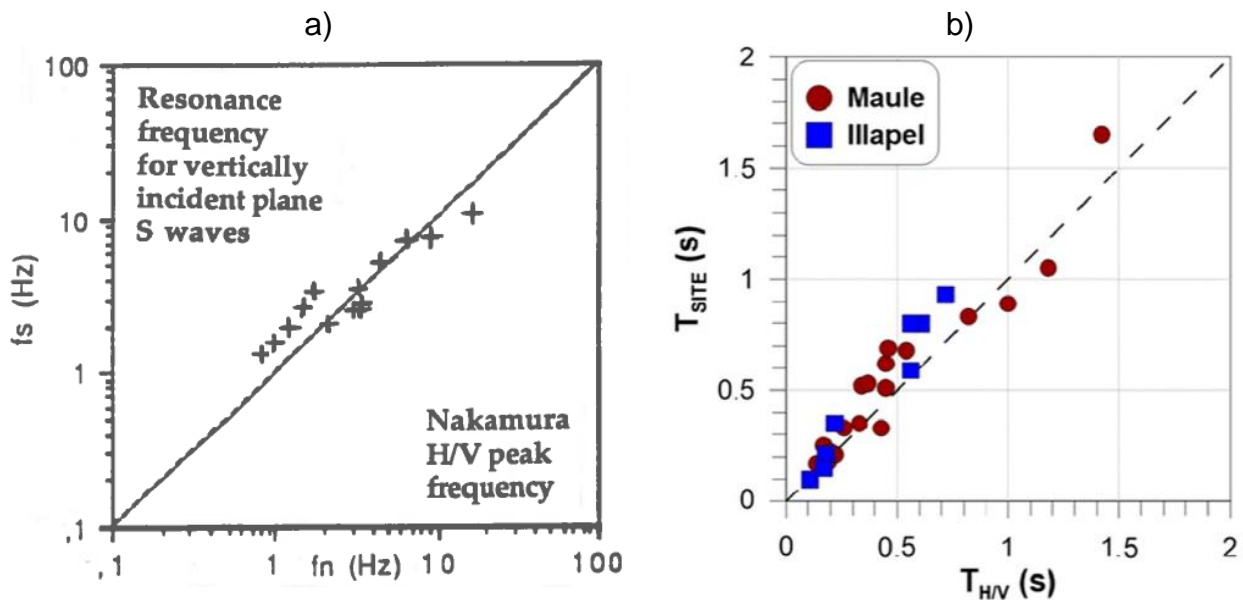 a)
100
10
1
,1
,1
1
10
100
fs (Hz)
fn (Hz)
Resonance
frequency
for vertically
incident plane
S waves
Nakamura
H/V peak
frequency
b)
2
1.5
1
0.5
0
0
0.5
1
1.5
2
T_SITE (s)
T_H/V (s)
Maule
Illapel